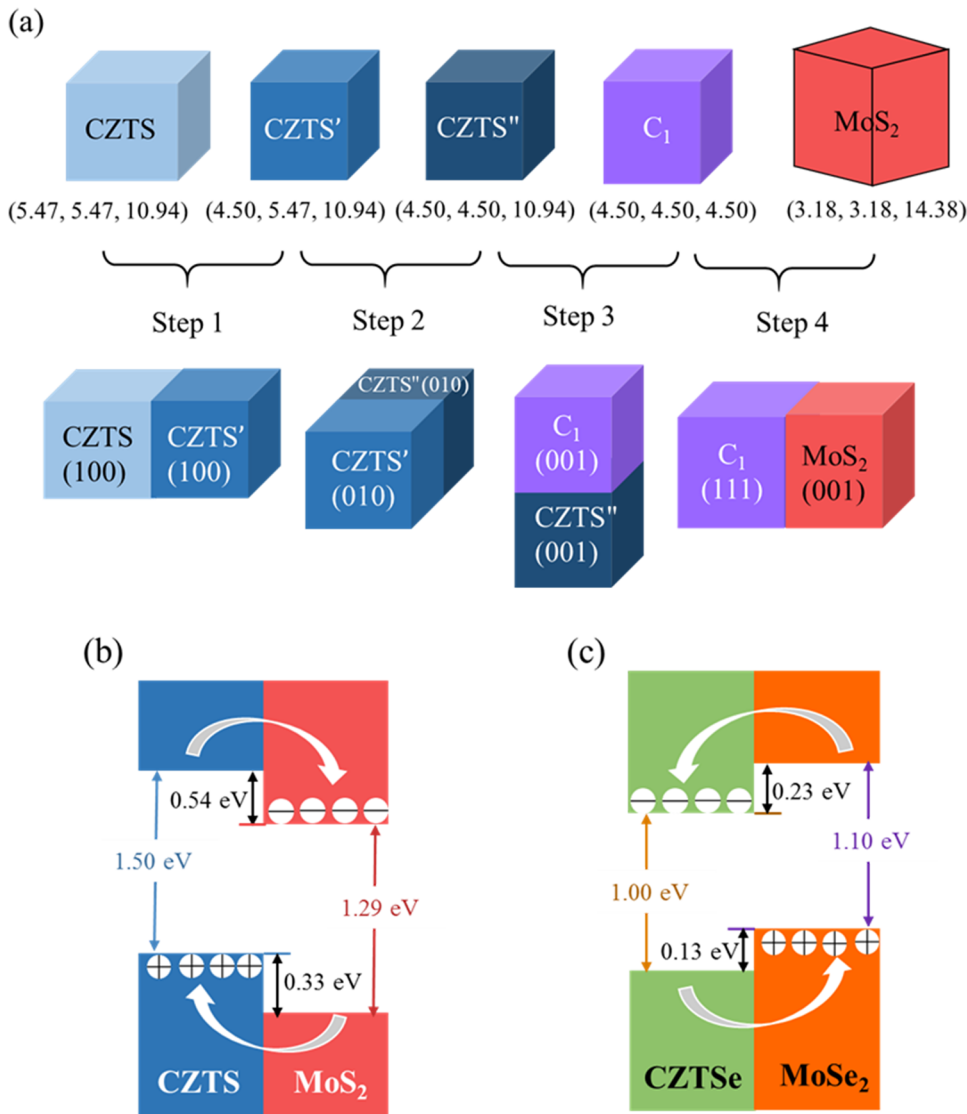 (a)
CZTS
CZTS'
CZTS"
C₁
MoS₂
(5.47, 5.47, 10.94)
(4.50, 5.47, 10.94)
(4.50, 4.50, 10.94)
(4.50, 4.50, 4.50)
(3.18, 3.18, 14.38)
Step 1
Step 2
Step 3
Step 4
CZTS
(100)
CZTS'
(100)
CZTS"(010)
CZTS'
(010)
C₁
(001)
CZTS"
(001)
C₁
(111)
MoS₂
(001)
(b)
0.54 eV
1.50 eV
1.29 eV
0.33 eV
CZTS
MoS₂
(c)
0.23 eV
1.10 eV
1.00 eV
0.13 eV
CZTSe
MoSe₂